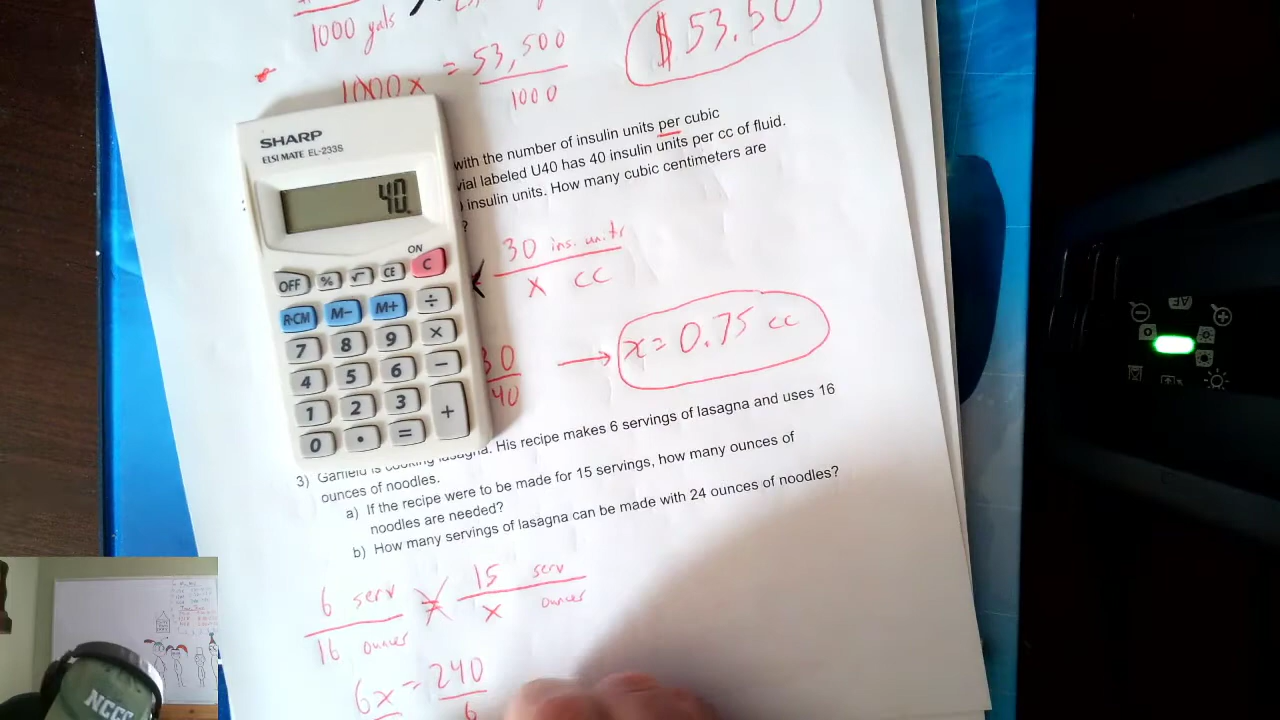 1000 gals
$53.50
1000x = 53,500
1000
with the number of insulin units per cubic
vial labeled U40 has 40 insulin units per cc of fluid.
insulin units. How many cubic centimeters are
?
30 ins. units
x cc
30
40
x = 0.75 cc
SHARP
ELSI MATE EL-233S
40.
ON
OFF % √ CE C
R·CM M− M+ ÷
7 8 9 ×
4 5 6 −
1 2 3 +
0 • =
3) Garfield is cooking lasagna. His recipe makes 6 servings of lasagna and uses 16
ounces of noodles.
a) If the recipe were to be made for 15 servings, how many ounces of
noodles are needed?
b) How many servings of lasagna can be made with 24 ounces of noodles?
6 serv = 15 serv
16 ounces x ounces
6x = 240
6
NCCC
AF